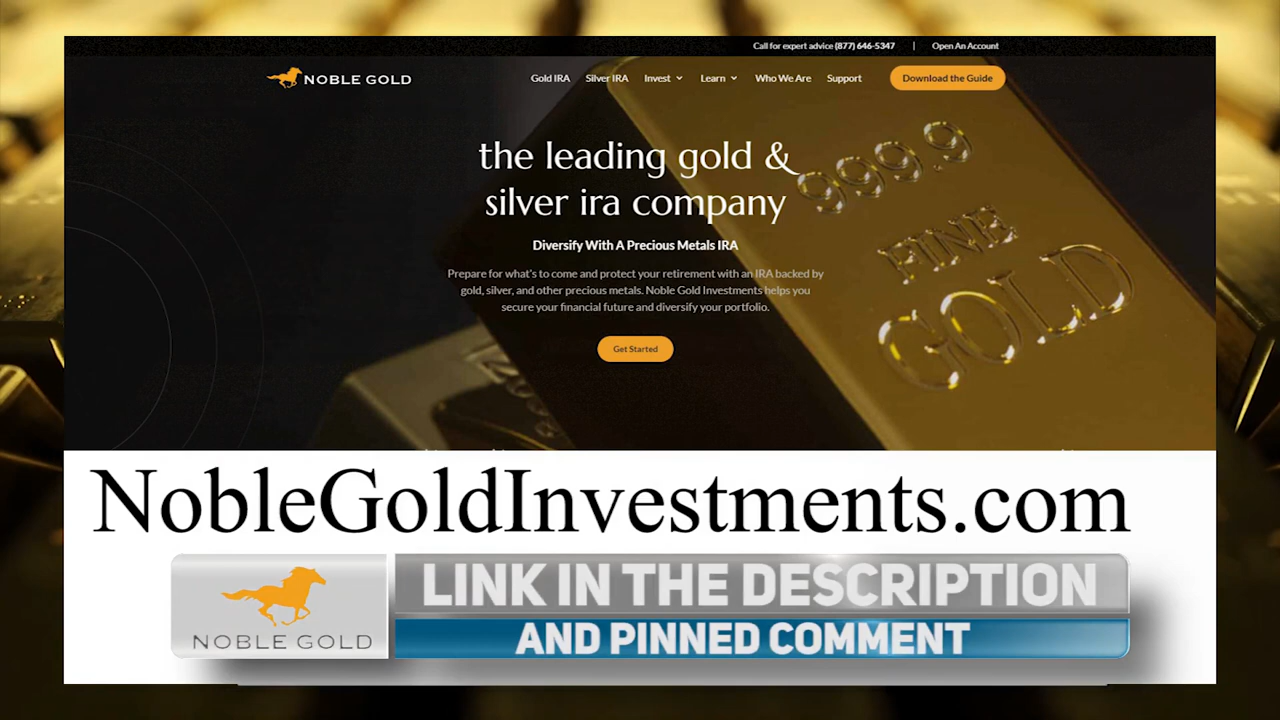 Call for expert advice (877) 646-5347 | Open An Account
NOBLE GOLD
Gold IRA Silver IRA Invest Learn Who We Are Support Download the Guide
the leading gold &
silver ira company
Diversify With A Precious Metals IRA
Prepare for what's to come and protect your retirement with an IRA backed by
gold, silver, and other precious metals. Noble Gold Investments helps you
secure your financial future and diversify your portfolio.
Get Started
999.9
FINE
GOLD
NobleGoldInvestments.com
NOBLE GOLD
LINK IN THE DESCRIPTION
AND PINNED COMMENT